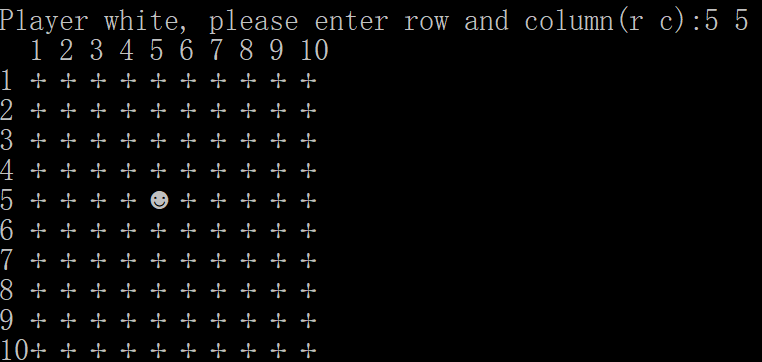 Player white, please enter row and column(r c):5 5
1 2 3 4 5 6 7 8 9 10
1 ┼ ┼ ┼ ┼ ┼ ┼ ┼ ┼ ┼ ┼
2 ┼ ┼ ┼ ┼ ┼ ┼ ┼ ┼ ┼ ┼
3 ┼ ┼ ┼ ┼ ┼ ┼ ┼ ┼ ┼ ┼
4 ┼ ┼ ┼ ┼ ┼ ┼ ┼ ┼ ┼ ┼
5 ┼ ┼ ┼ ┼ ☻ ┼ ┼ ┼ ┼ ┼
6 ┼ ┼ ┼ ┼ ┼ ┼ ┼ ┼ ┼ ┼
7 ┼ ┼ ┼ ┼ ┼ ┼ ┼ ┼ ┼ ┼
8 ┼ ┼ ┼ ┼ ┼ ┼ ┼ ┼ ┼ ┼
9 ┼ ┼ ┼ ┼ ┼ ┼ ┼ ┼ ┼ ┼
10┼ ┼ ┼ ┼ ┼ ┼ ┼ ┼ ┼ ┼